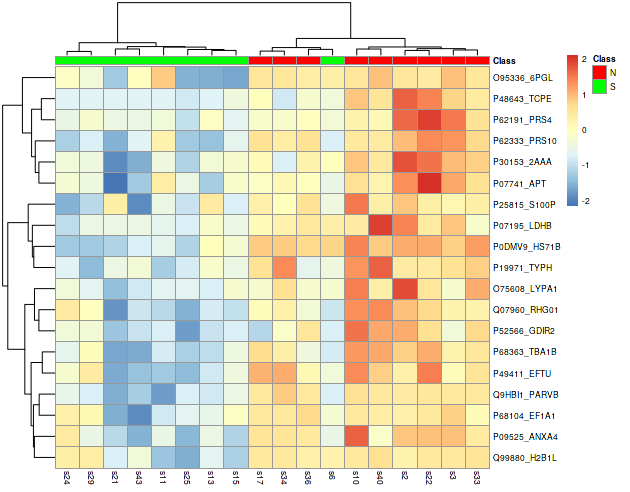 Class
O95336_6PGL
P48643_TCPE
P62191_PRS4
P62333_PRS10
P30153_2AAA
P07741_APT
P25815_S100P
P07195_LDHB
P0DMV9_HS71B
P19971_TYPH
O75608_LYPA1
Q07960_RHG01
P52566_GDIR2
P68363_TBA1B
P49411_EFTU
Q9HBI1_PARVB
P68104_EF1A1
P09525_ANXA4
Q99880_H2B1L
s24 s29 s21 s43 s11 s25 s13 s15 s17 s34 s36 s6 s10 s40 s2 s22 s3 s33
2
1
0
-1
-2
Class
N
S